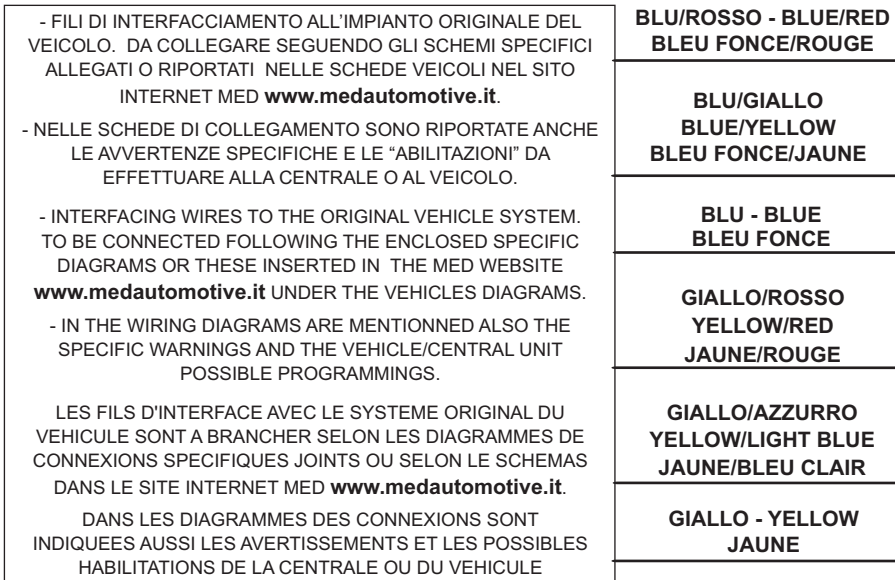 - FILI DI INTERFACCIAMENTO ALL'IMPIANTO ORIGINALE DEL
VEICOLO. DA COLLEGARE SEGUENDO GLI SCHEMI SPECIFICI
ALLEGATI O RIPORTATI NELLE SCHEDE VEICOLI NEL SITO
INTERNET MED www.medautomotive.it.
- NELLE SCHEDE DI COLLEGAMENTO SONO RIPORTATE ANCHE
LE AVVERTENZE SPECIFICHE E LE "ABILITAZIONI" DA
EFFETTUARE ALLA CENTRALE O AL VEICOLO.
- INTERFACING WIRES TO THE ORIGINAL VEHICLE SYSTEM.
TO BE CONNECTED FOLLOWING THE ENCLOSED SPECIFIC
DIAGRAMS OR THESE INSERTED IN THE MED WEBSITE
www.medautomotive.it UNDER THE VEHICLES DIAGRAMS.
- IN THE WIRING DIAGRAMS ARE MENTIONNED ALSO THE
SPECIFIC WARNINGS AND THE VEHICLE/CENTRAL UNIT
POSSIBLE PROGRAMMINGS.
LES FILS D'INTERFACE AVEC LE SYSTEME ORIGINAL DU
VEHICULE SONT A BRANCHER SELON LES DIAGRAMMES DE
CONNEXIONS SPECIFIQUES JOINTS OU SELON LE SCHEMAS
DANS LE SITE INTERNET MED www.medautomotive.it.
DANS LES DIAGRAMMES DES CONNEXIONS SONT
INDIQUEES AUSSI LES AVERTISSEMENTS ET LES POSSIBLES
HABILITATIONS DE LA CENTRALE OU DU VEHICULE
BLU/ROSSO - BLUE/RED
BLEU FONCE/ROUGE
BLU/GIALLO
BLUE/YELLOW
BLEU FONCE/JAUNE
BLU - BLUE
BLEU FONCE
GIALLO/ROSSO
YELLOW/RED
JAUNE/ROUGE
GIALLO/AZZURRO
YELLOW/LIGHT BLUE
JAUNE/BLEU CLAIR
GIALLO - YELLOW
JAUNE